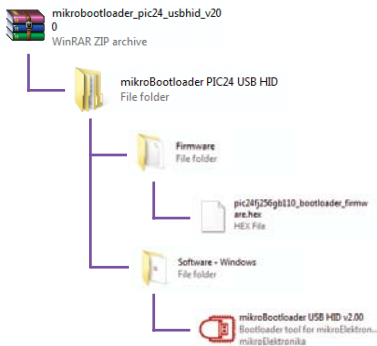 mikrobootloader_pic24_usbhid_v20
0
WinRAR ZIP archive
mikroBootloader PIC24 USB HID
File folder
Firmware
File folder
pic24fj256gb110_bootloader_firmw
are.hex
HEX File
Software - Windows
File folder
mikroBootloader USB HID v2.00
Bootloader tool for mikroElektron...
mikroElektronika